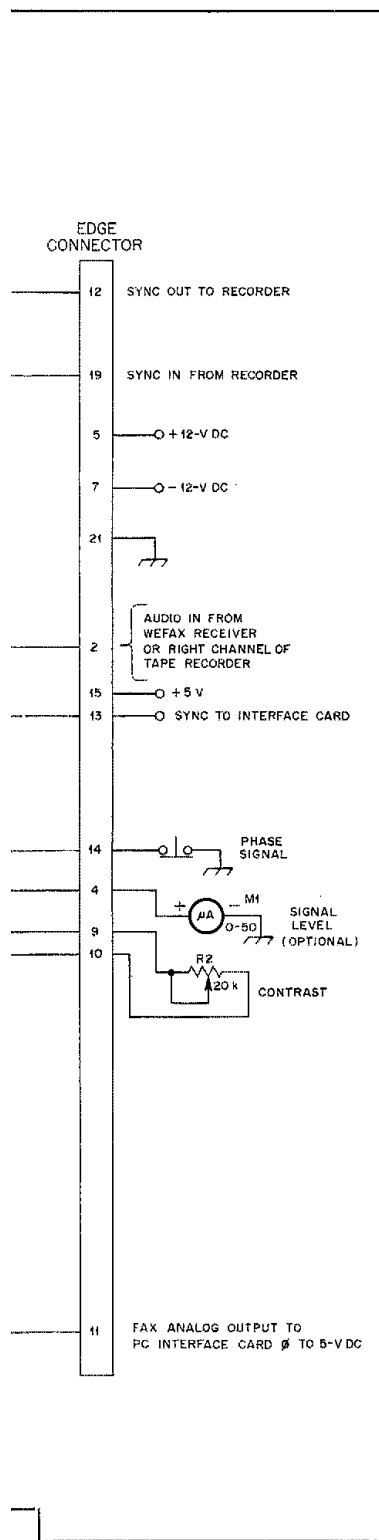 EDGE
CONNECTOR
12 SYNC OUT TO RECORDER
19 SYNC IN FROM RECORDER
5 +12-V DC
7 -12-V DC
21
AUDIO IN FROM
WEFAX RECEIVER
2 OR RIGHT CHANNEL OF
TAPE RECORDER
15 +5 V
13 SYNC TO INTERFACE CARD
14 PHASE
SIGNAL
4 + µA - M1
0-50
SIGNAL
LEVEL
(OPTIONAL)
9
10
R2
20 k
CONTRAST
11 FAX ANALOG OUTPUT TO
PC INTERFACE CARD Ø TO 5-V DC